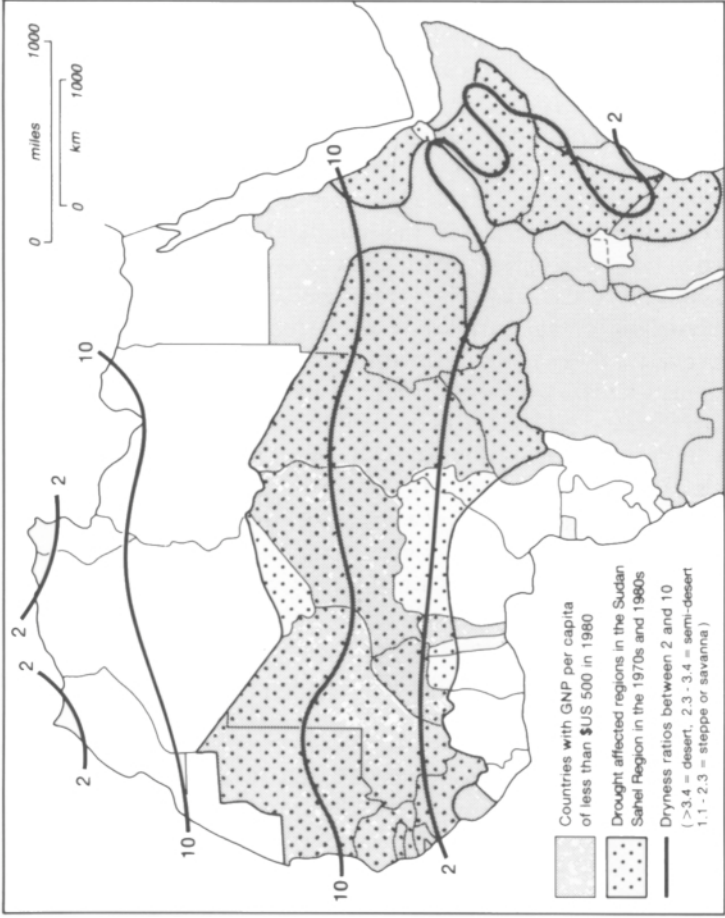 miles
0 1000
km
0 1000
2
2
2
10
10
10
10
2
2
Countries with GNP per capita
of less than $US 500 in 1980
Drought affected regions in the Sudan
Sahel Region in the 1970s and 1980s
Dryness ratios between 2 and 10
( >3.4 = desert, 2.3 - 3.4 = semi-desert
1.1 - 2.3 = steppe or savanna )